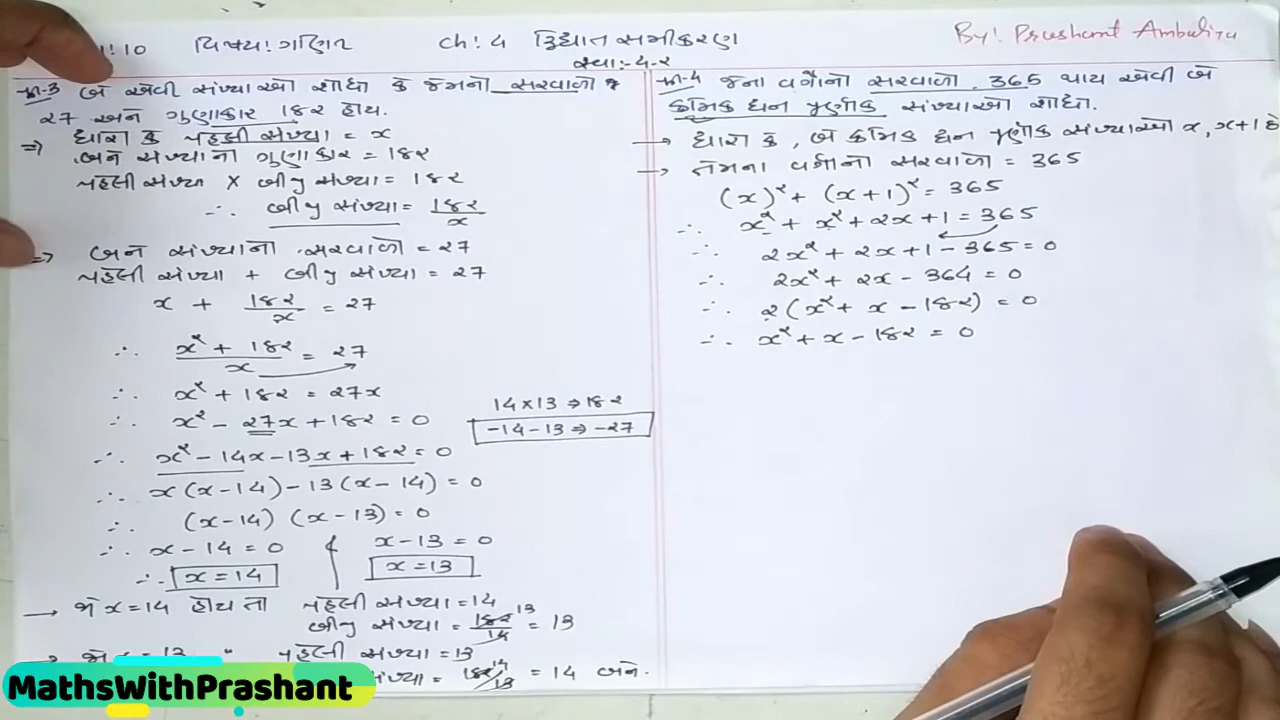 : 10 વિષય: ગણિત ch: 4 દ્વિઘાત સમીકરણ
સ્વા:-4.2
By: Prashant Ambaliya
પ્ર-3 બે એવી સંખ્યાઓ શોધો કે જેમનો સરવાળો
27 અને ગુણાકાર 182 હોય.
=> ધારો કે પહેલી સંખ્યા = x
બંને સંખ્યાનો ગુણાકાર = 182
પહેલી સંખ્યા × બીજી સંખ્યા = 182
∴ બીજી સંખ્યા = 182/x
=> બંને સંખ્યાનો સરવાળો = 27
પહેલી સંખ્યા + બીજી સંખ્યા = 27
x + 182/x = 27
∴ (x² + 182)/x = 27
∴ x² + 182 = 27x
∴ x² - 27x + 182 = 0
14 × 13 ⇒ 182
-14 - 13 ⇒ -27
∴ x² - 14x - 13x + 182 = 0
∴ x(x-14) - 13(x-14) = 0
∴ (x-14) (x-13) = 0
∴ x - 14 = 0 x - 13 = 0
∴ x = 14 x = 13
→ જો x = 14 હોય તો પહેલી સંખ્યા = 14
બીજી સંખ્યા = 182/14 13 = 13
→ જો x = 13 " પહેલી સંખ્યા = 13
સંખ્યા = 182/13 14 = 14 બને.
પ્ર-4 જેના વર્ગોનો સરવાળો 365 થાય એવી બે
ક્રમિક ધન પૂર્ણાંક સંખ્યાઓ શોધો.
→ ધારો કે, બે ક્રમિક ધન પૂર્ણાંક સંખ્યાઓ x, x+1 છે
→ તેમના વર્ગોનો સરવાળો = 365
(x)² + (x+1)² = 365
∴ x² + x² + 2x + 1 = 365
∴ 2x² + 2x + 1 - 365 = 0
∴ 2x² + 2x - 364 = 0
∴ 2(x² + x - 182) = 0
∴ x² + x - 182 = 0
MathsWithPrashant